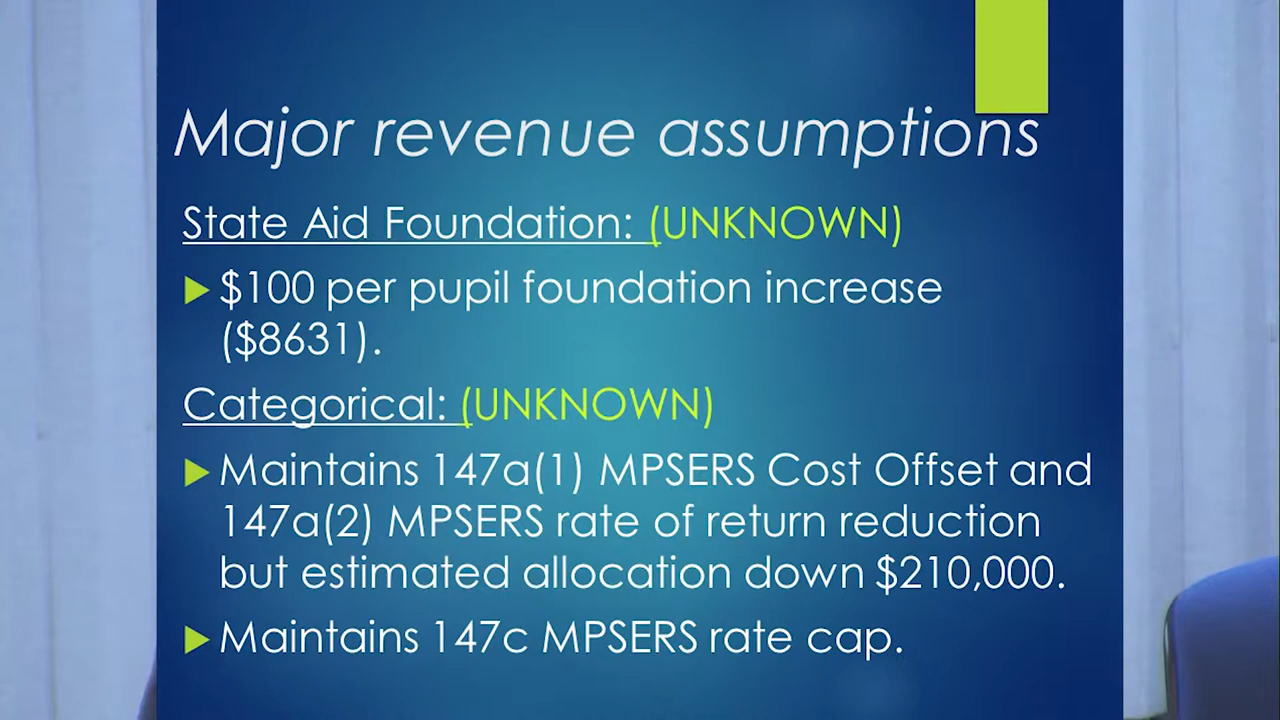 Major revenue assumptions
State Aid Foundation: (UNKNOWN)
$100 per pupil foundation increase
($8631).
Categorical: (UNKNOWN)
Maintains 147a(1) MPSERS Cost Offset and
147a(2) MPSERS rate of return reduction
but estimated allocation down $210,000.
Maintains 147c MPSERS rate cap.